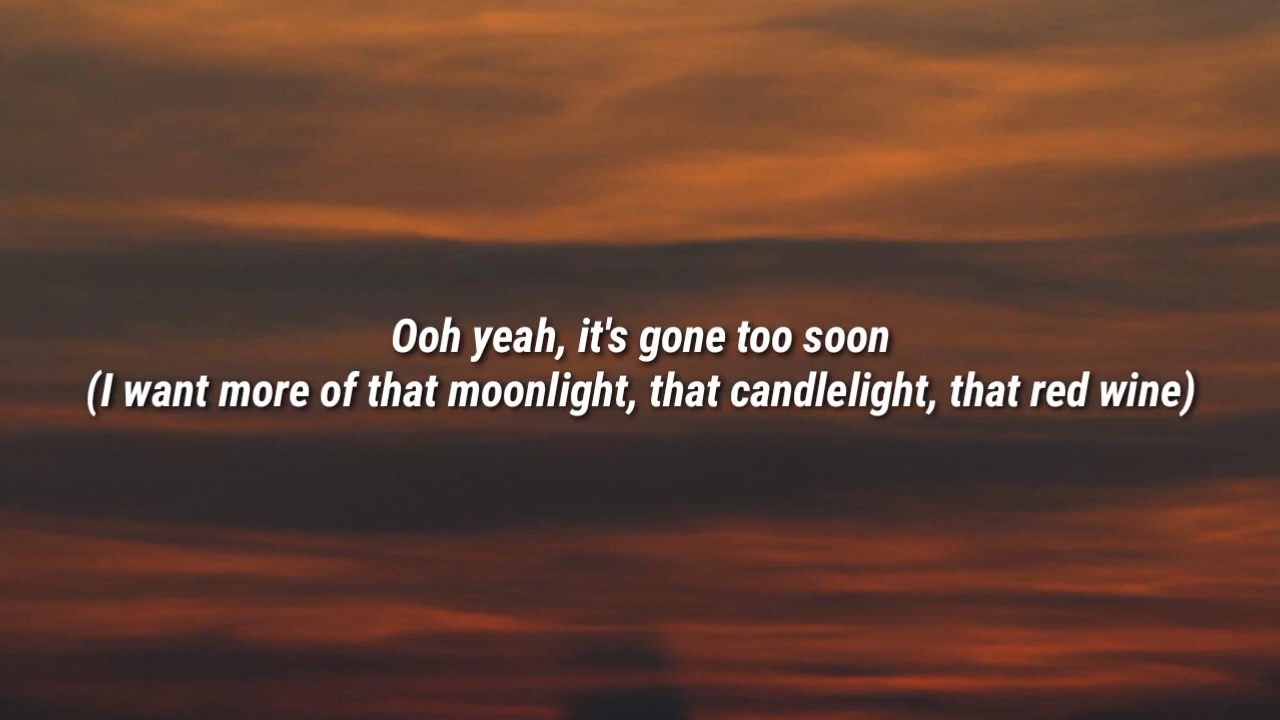 Ooh yeah, it's gone too soon
(I want more of that moonlight, that candlelight, that red wine)